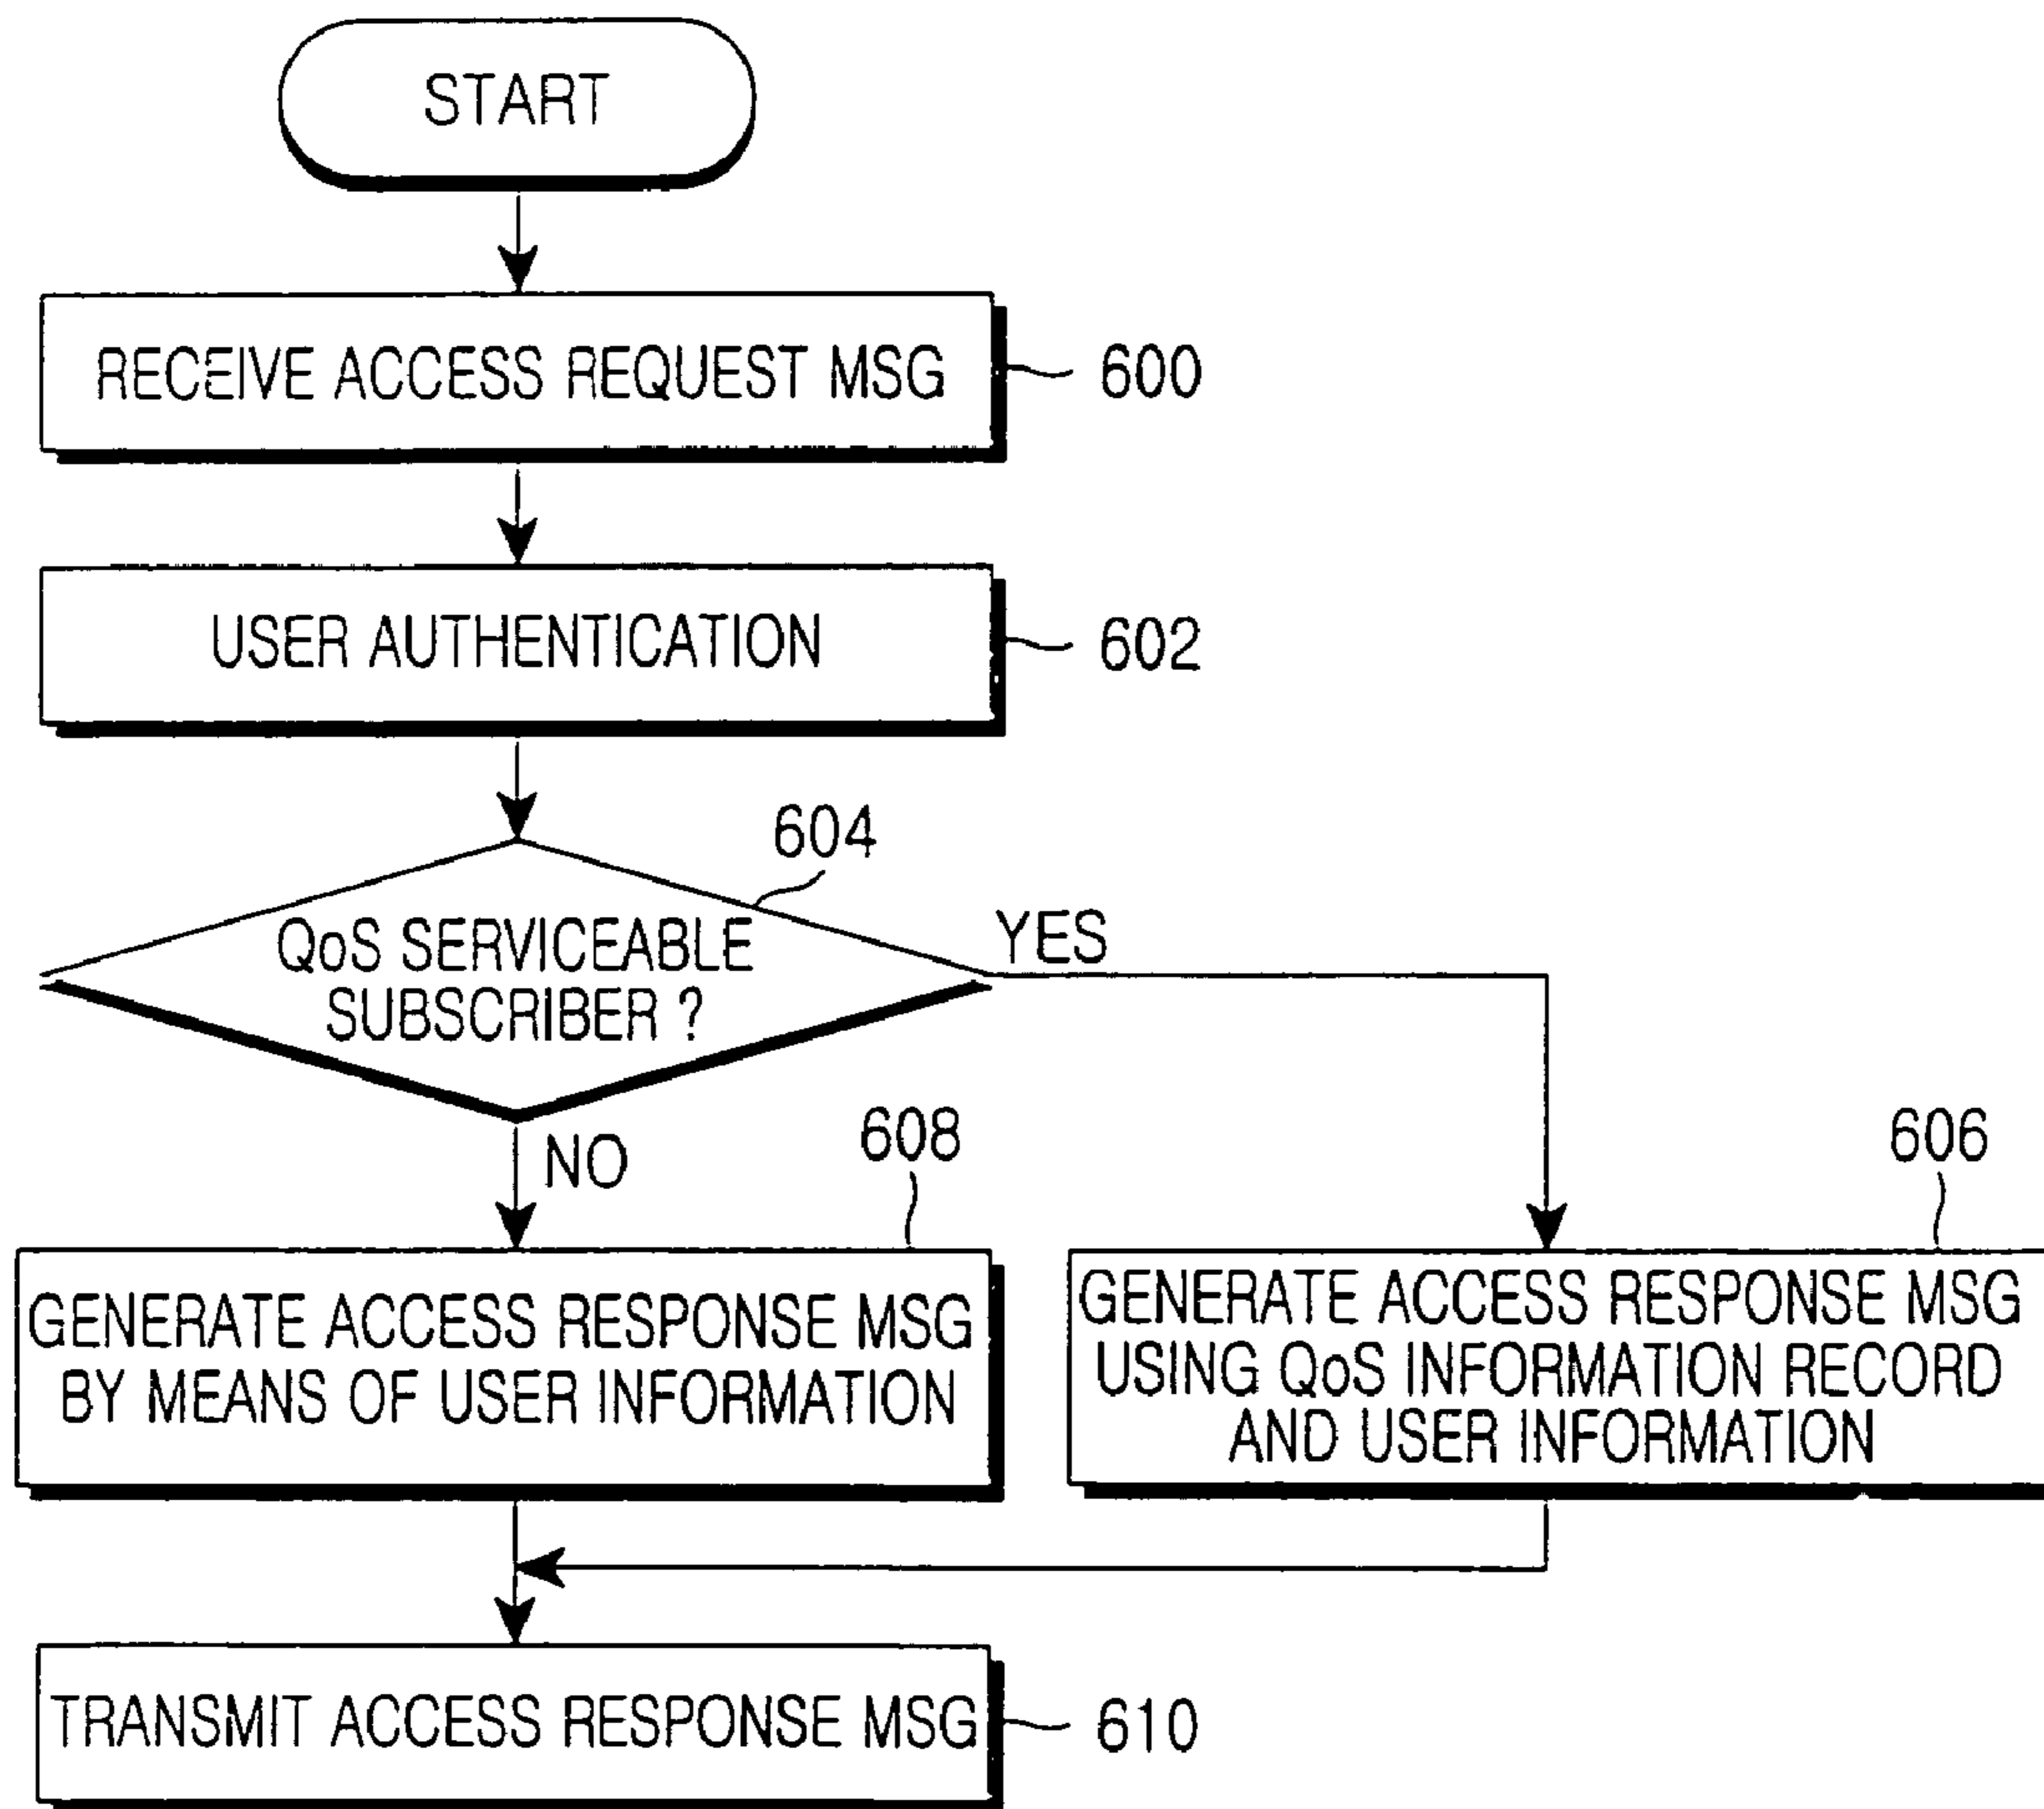 START
RECEIVE ACCESS REQUEST MSG
600
USER AUTHENTICATION
602
604
QoS SERVICEABLE
SUBSCRIBER ?
YES
NO
608
GENERATE ACCESS RESPONSE MSG
BY MEANS OF USER INFORMATION
606
GENERATE ACCESS RESPONSE MSG
USING QoS INFORMATION RECORD
AND USER INFORMATION
TRANSMIT ACCESS RESPONSE MSG
610